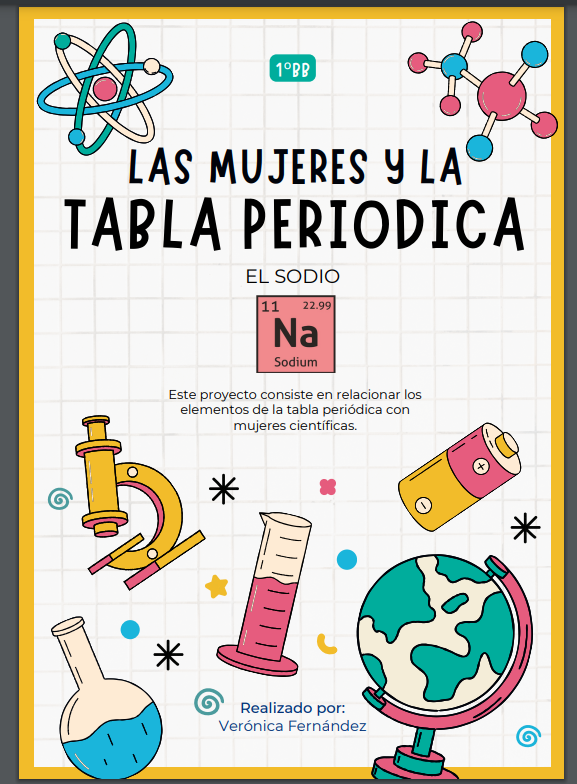 1ºBB
LAS MUJERES Y LA
TABLA PERIODICA
EL SODIO
11 22.99
Na
Sodium
Este proyecto consiste en relacionar los
elementos de la tabla periódica con
mujeres científicas.
Realizado por:
Verónica Fernández